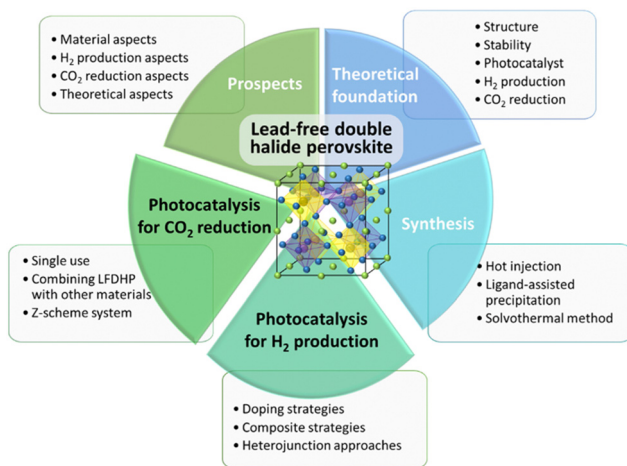 • Material aspects
• H₂ production aspects
• CO₂ reduction aspects
• Theoretical aspects
Prospects
Theoretical
foundation
• Structure
• Stability
• Photocatalyst
• H₂ production
• CO₂ reduction
Lead-free double
halide perovskite
Photocatalysis
for CO₂ reduction
Synthesis
• Single use
• Combining LFDHP
with other materials
• Z-scheme system
• Hot injection
• Ligand-assisted
precipitation
• Solvothermal method
Photocatalysis
for H₂ production
• Doping strategies
• Composite strategies
• Heterojunction approaches